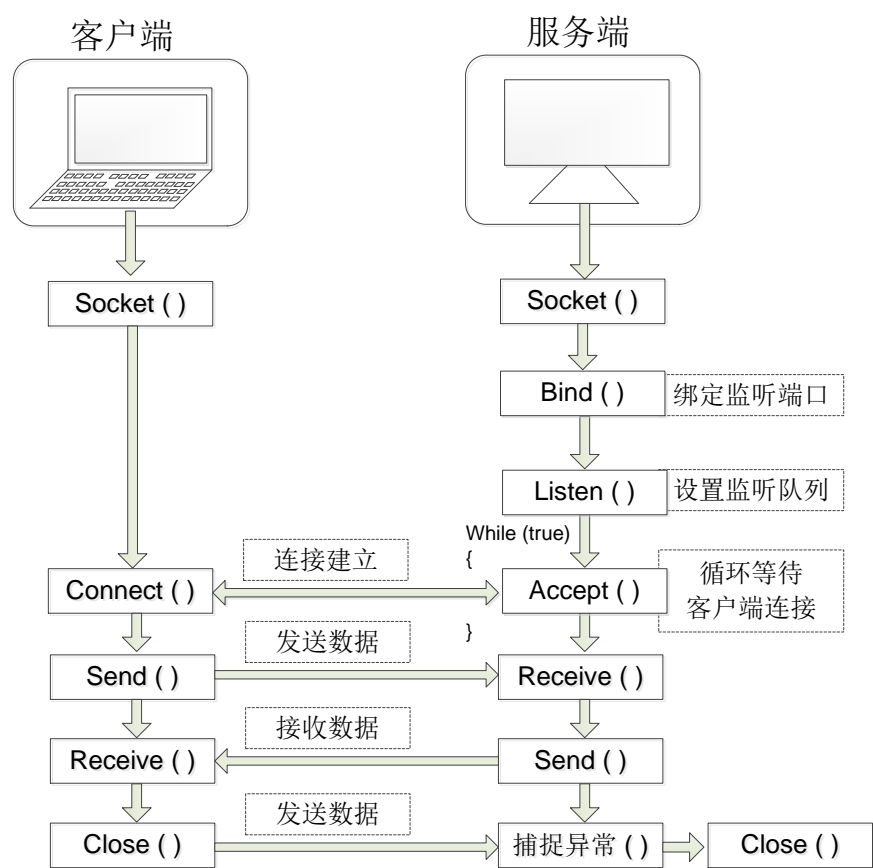 客户端
服务端
Socket ( )
Socket ( )
Bind ( )
绑定监听端口
Listen ( )
设置监听队列
While (true)
{
连接建立
Connect ( )
Accept ( )
循环等待
客户端连接
}
发送数据
Send ( )
Receive ( )
接收数据
Receive ( )
Send ( )
发送数据
Close ( )
捕捉异常 ( )
Close ( )